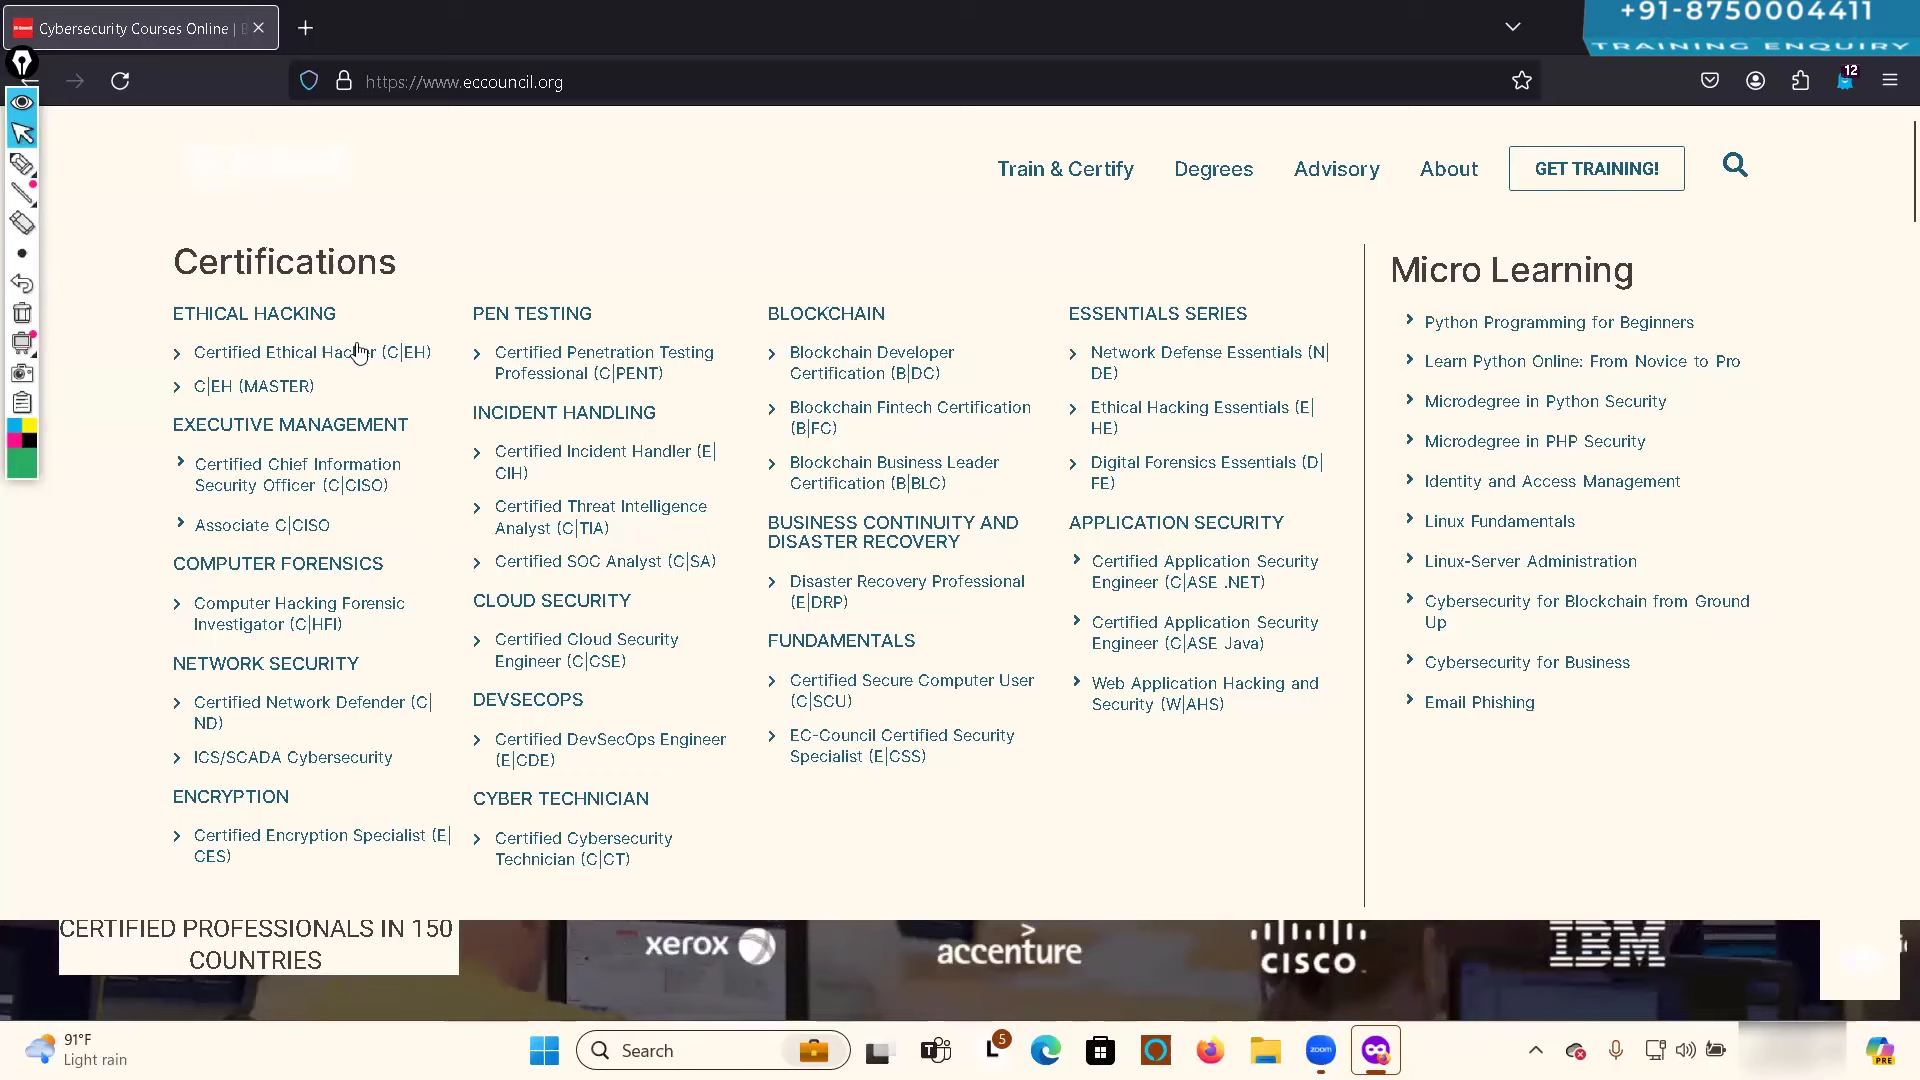 Cybersecurity Courses Online |
+91-8750004411
TRAINING ENQUIRY
https://www.eccouncil.org
12
Train & Certify
Degrees
Advisory
About
GET TRAINING!
Certifications
ETHICAL HACKING
Certified Ethical Hacker (C|EH)
C|EH (MASTER)
EXECUTIVE MANAGEMENT
Certified Chief Information
Security Officer (C|CISO)
Associate C|CISO
COMPUTER FORENSICS
Computer Hacking Forensic
Investigator (C|HFI)
NETWORK SECURITY
Certified Network Defender (C|
ND)
ICS/SCADA Cybersecurity
ENCRYPTION
Certified Encryption Specialist (E|
CES)
PEN TESTING
Certified Penetration Testing
Professional (C|PENT)
INCIDENT HANDLING
Certified Incident Handler (E|
CIH)
Certified Threat Intelligence
Analyst (C|TIA)
Certified SOC Analyst (C|SA)
CLOUD SECURITY
Certified Cloud Security
Engineer (C|CSE)
DEVSECOPS
Certified DevSecOps Engineer
(E|CDE)
CYBER TECHNICIAN
Certified Cybersecurity
Technician (C|CT)
BLOCKCHAIN
Blockchain Developer
Certification (B|DC)
Blockchain Fintech Certification
(B|FC)
Blockchain Business Leader
Certification (B|BLC)
BUSINESS CONTINUITY AND
DISASTER RECOVERY
Disaster Recovery Professional
(E|DRP)
FUNDAMENTALS
Certified Secure Computer User
(C|SCU)
EC-Council Certified Security
Specialist (E|CSS)
ESSENTIALS SERIES
Network Defense Essentials (N|
DE)
Ethical Hacking Essentials (E|
HE)
Digital Forensics Essentials (D|
FE)
APPLICATION SECURITY
Certified Application Security
Engineer (C|ASE .NET)
Certified Application Security
Engineer (C|ASE Java)
Web Application Hacking and
Security (W|AHS)
Micro Learning
Python Programming for Beginners
Learn Python Online: From Novice to Pro
Microdegree in Python Security
Microdegree in PHP Security
Identity and Access Management
Linux Fundamentals
Linux-Server Administration
Cybersecurity for Blockchain from Ground
Up
Cybersecurity for Business
Email Phishing
CERTIFIED PROFESSIONALS IN 150
COUNTRIES
xerox
accenture
CISCO
IBM
91°F
Light rain
Search
5
zoom
PRE